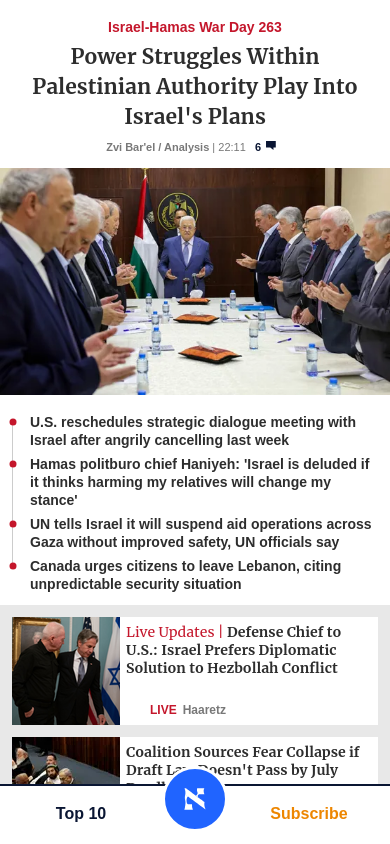 Israel-Hamas War Day 263
Power Struggles Within
Palestinian Authority Play Into
Israel's Plans
Zvi Bar'el / Analysis | 22:11 6
U.S. reschedules strategic dialogue meeting with
Israel after angrily cancelling last week
Hamas politburo chief Haniyeh: 'Israel is deluded if
it thinks harming my relatives will change my
stance'
UN tells Israel it will suspend aid operations across
Gaza without improved safety, UN officials say
Canada urges citizens to leave Lebanon, citing
unpredictable security situation
Live Updates | Defense Chief to
U.S.: Israel Prefers Diplomatic
Solution to Hezbollah Conflict
LIVE Haaretz
Coalition Sources Fear Collapse if
Draft Law Doesn't Pass by July
Top 10
Subscribe